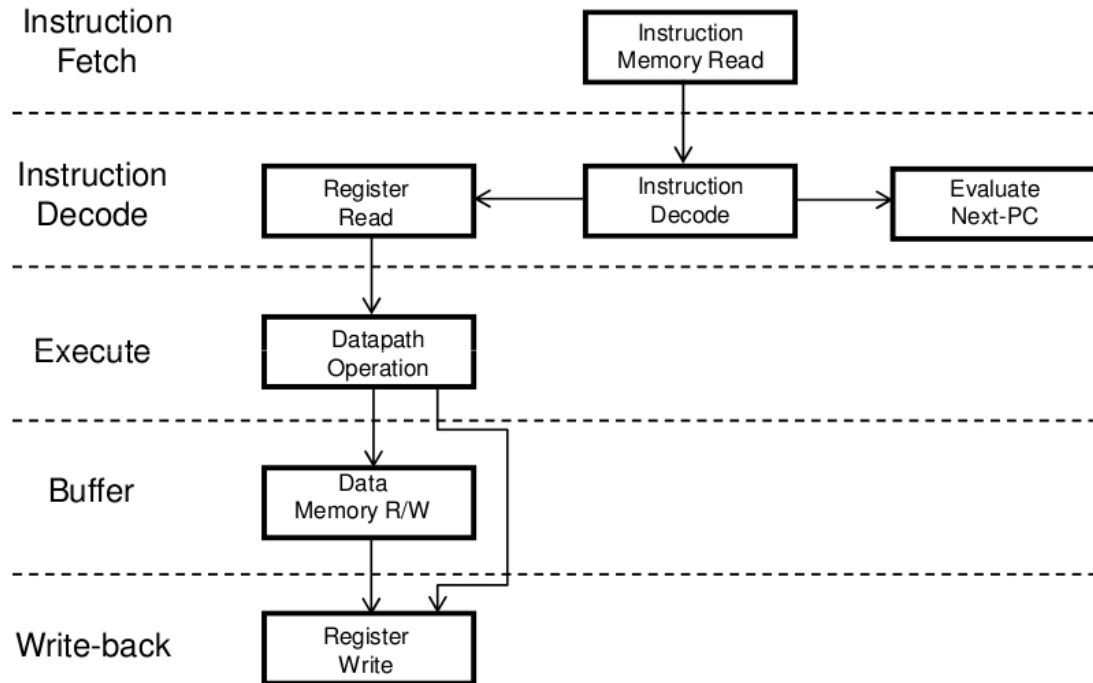 Instruction
Fetch
Instruction
Memory Read
Instruction
Decode
Register
Read
Instruction
Decode
Evaluate
Next-PC
Execute
Datapath
Operation
Buffer
Data
Memory R/W
Write-back
Register
Write